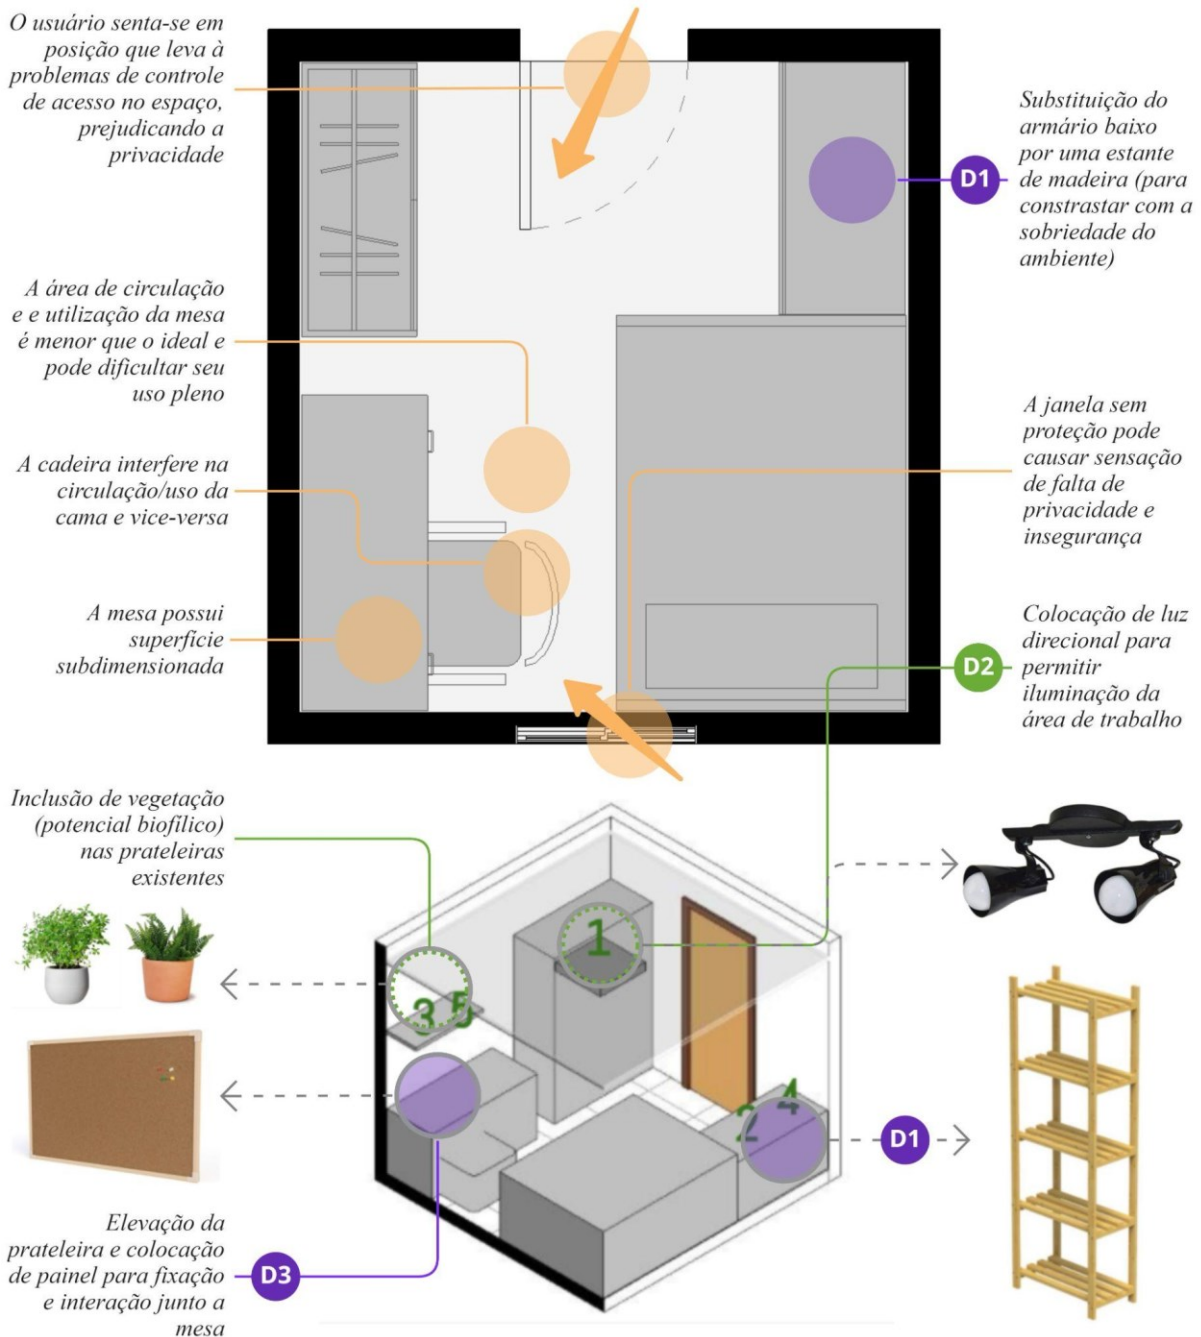 O usuário senta-se em
posição que leva à
problemas de controle
de acesso no espaço,
prejudicando a
privacidade
Substituição do
armário baixo
por uma estante
de madeira (para
constrastar com a
sobriedade do
ambiente)
D1
A área de circulação
e e utilização da mesa
é menor que o ideal e
pode dificultar seu
uso pleno
A janela sem
proteção pode
causar sensação
de falta de
privacidade e
insegurança
A cadeira interfere na
circulação/uso da
cama e vice-versa
A mesa possui
superfície
subdimensionada
Colocação de luz
direcional para
permitir
iluminação da
área de trabalho
D2
Inclusão de vegetação
(potencial biofílico)
nas prateleiras
existentes
1
3 5
2 4
D1
Elevação da
prateleira e colocação
de painel para fixação
e interação junto a
mesa
D3